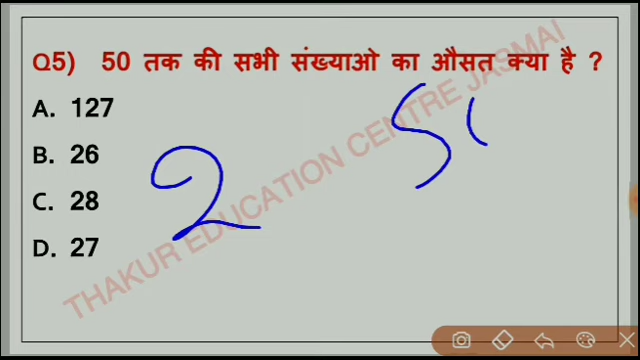 Q5) 50 तक की सभी संख्याओ का औसत क्या है ?
A. 127
B. 26
C. 28
D. 27
2
5
THAKUR EDUCATION CENTRE JASMAI